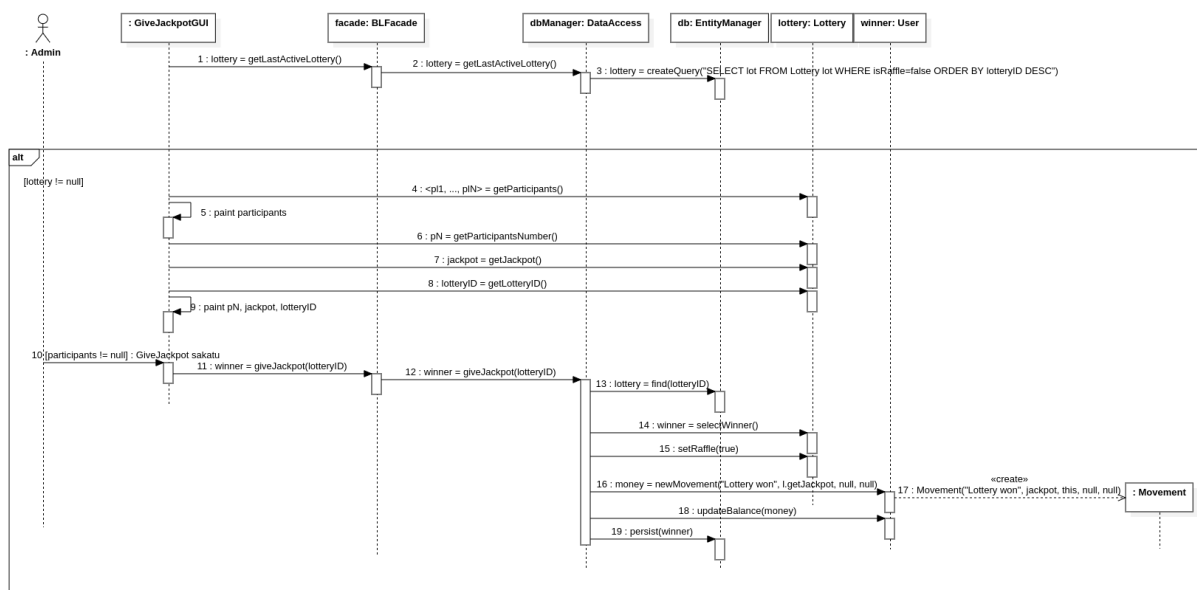 : GiveJackpotGUI
facade: BLFacade
dbManager: DataAccess
db: EntityManager
lottery: Lottery
winner: User
: Admin
1 : lottery = getLastActiveLottery()
2 : lottery = getLastActiveLottery()
3 : lottery = createQuery("SELECT lot FROM Lottery lot WHERE isRaffle=false ORDER BY lotteryID DESC")
alt
[lottery != null]
4 : <pl1, ..., plN> = getParticipants()
5 : paint participants
6 : pN = getParticipantsNumber()
7 : jackpot = getJackpot()
8 : lotteryID = getLotteryID()
9 : paint pN, jackpot, lotteryID
10 [participants != null] : GiveJackpot sakatu
11 : winner = giveJackpot(lotteryID)
12 : winner = giveJackpot(lotteryID)
13 : lottery = find(lotteryID)
14 : winner = selectWinner()
15 : setRaffle(true)
16 : money = newMovement("Lottery won", l.getJackpot, null, null)
«create»
17 : Movement("Lottery won", jackpot, this, null, null)
: Movement
18 : updateBalance(money)
19 : persist(winner)